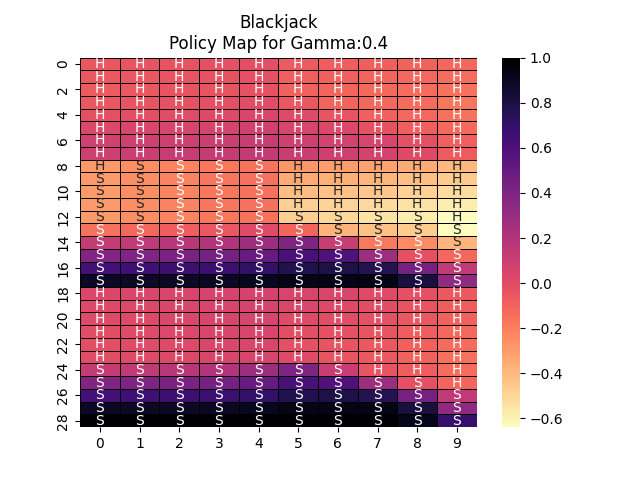 Blackjack
Policy Map for Gamma:0.4
0 H H H H H H H H H H
H H H H H H H H H H
2 H H H H H H H H H H
H H H H H H H H H H
4 H H H H H H H H H H
H H H H H H H H H H
6 H H H H H H H H H H
H H H H H H H H H H
8 H S S S S H H H H H
S S S S S H H H H H
10 S S S S S H H H H H
S S S S S H H H H H
12 S S S S S S S S S H
S S S S S S S S S S
14 S S S S S S S S S S
S S S S S S S S S S
16 S S S S S S S S S S
S S S S S S S S S S
18 H H H H H H H H H H
H H H H H H H H H H
20 H H H H H H H H H H
H H H H H H H H H H
22 H H H H H H H H H H
H H H H H H H H H H
24 S S S S S S S H H H
S S S S S S S S S H
26 S S S S S S S S S S
S S S S S S S S S S
28 S S S S S S S S S S
0 1 2 3 4 5 6 7 8 9
1.0
0.8
0.6
0.4
0.2
0.0
−0.2
−0.4
−0.6